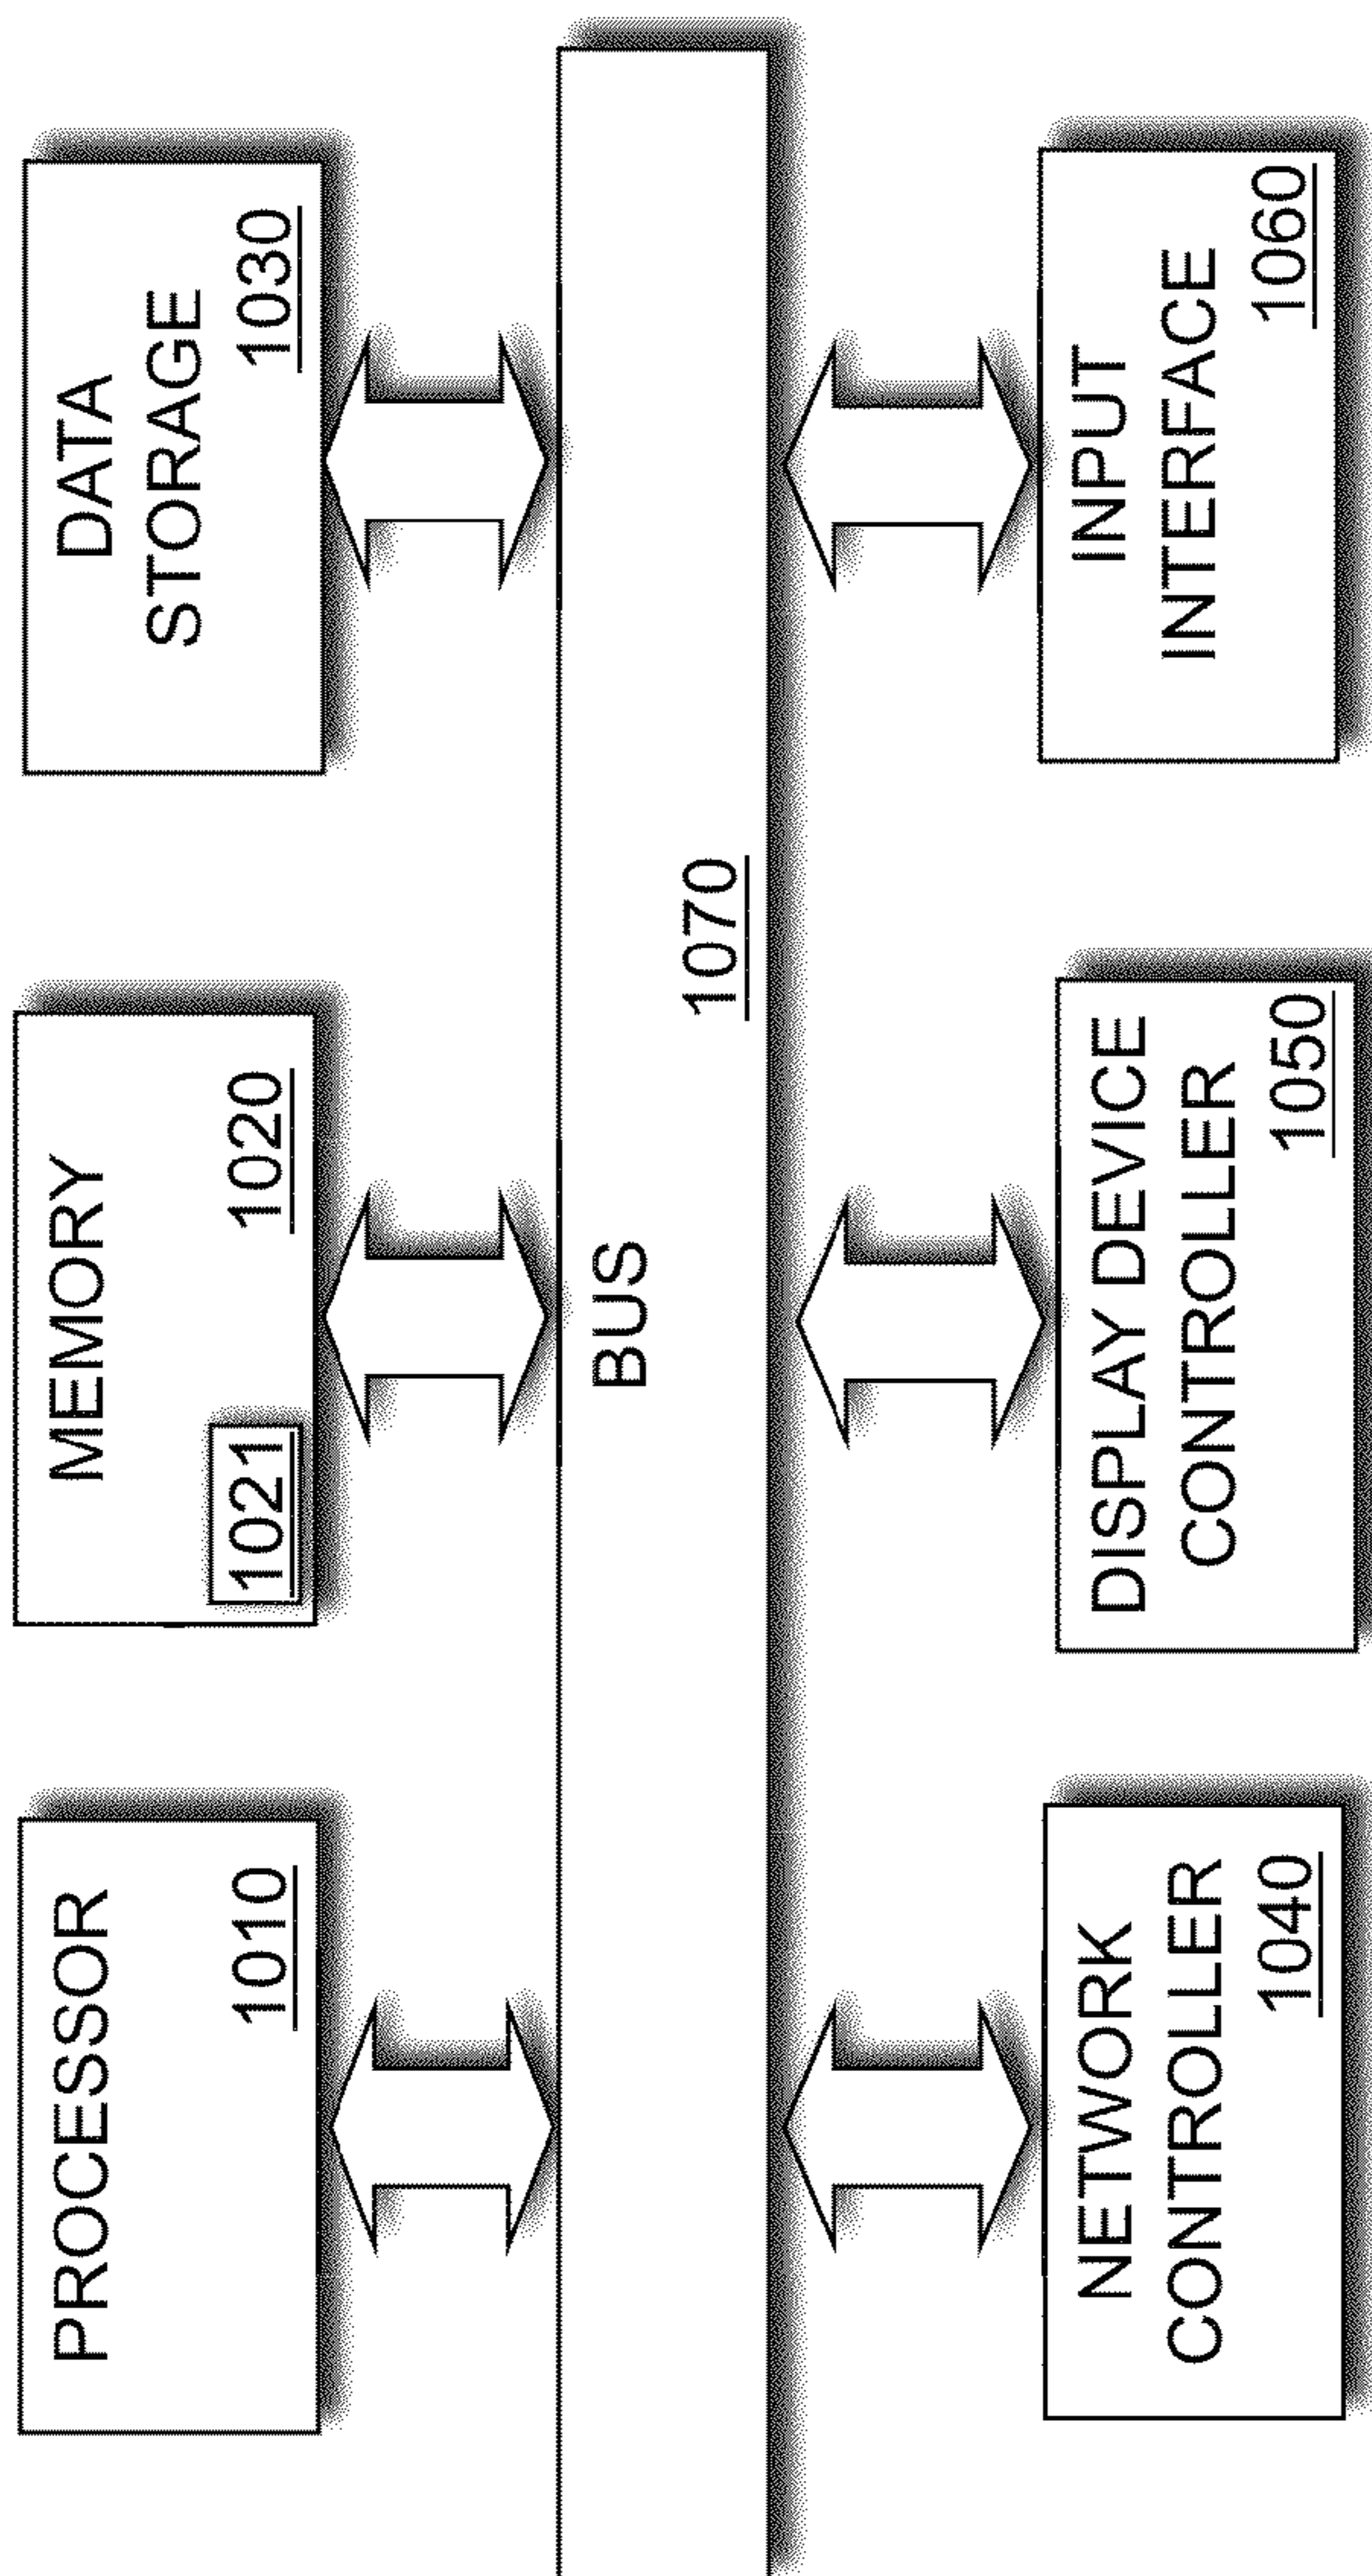 PROCESSOR
1010
MEMORY
1021
1020
DATA
STORAGE
1030
BUS
1070
NETWORK
CONTROLLER
1040
DISPLAY DEVICE
CONTROLLER
1050
INPUT
INTERFACE
1060